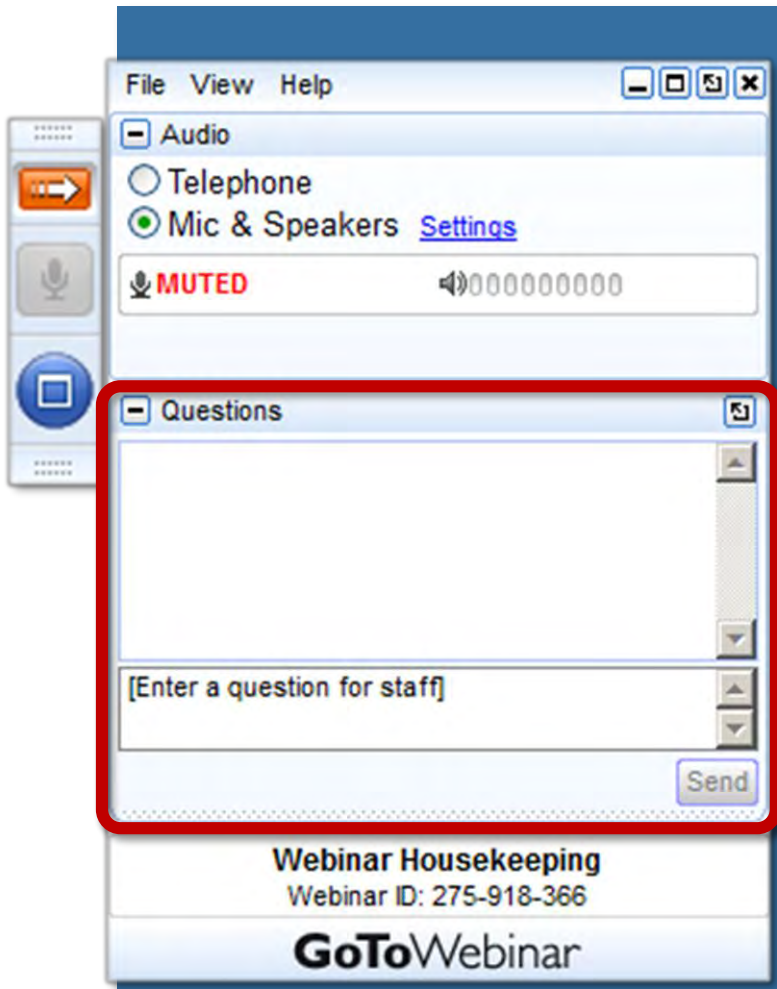 File View Help
Audio
Telephone
Mic & Speakers Settings
MUTED 000000000
Questions
[Enter a question for staff]
Send
Webinar Housekeeping
Webinar ID: 275-918-366
GoToWebinar